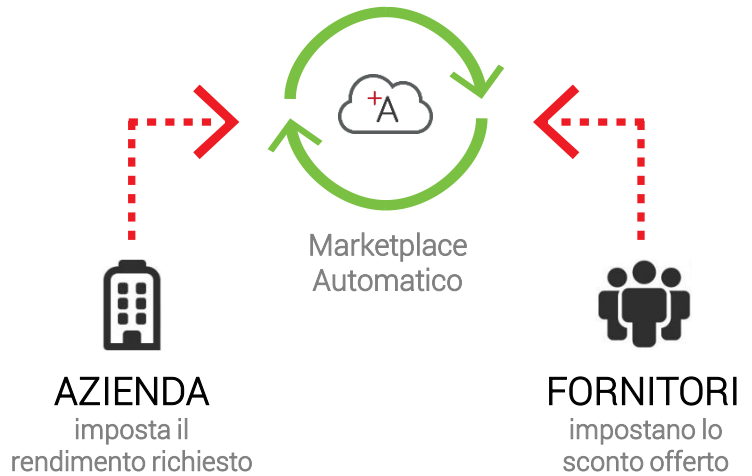 +A
Marketplace
Automatico
AZIENDA
imposta il
rendimento richiesto
FORNITORI
impostano lo
sconto offerto